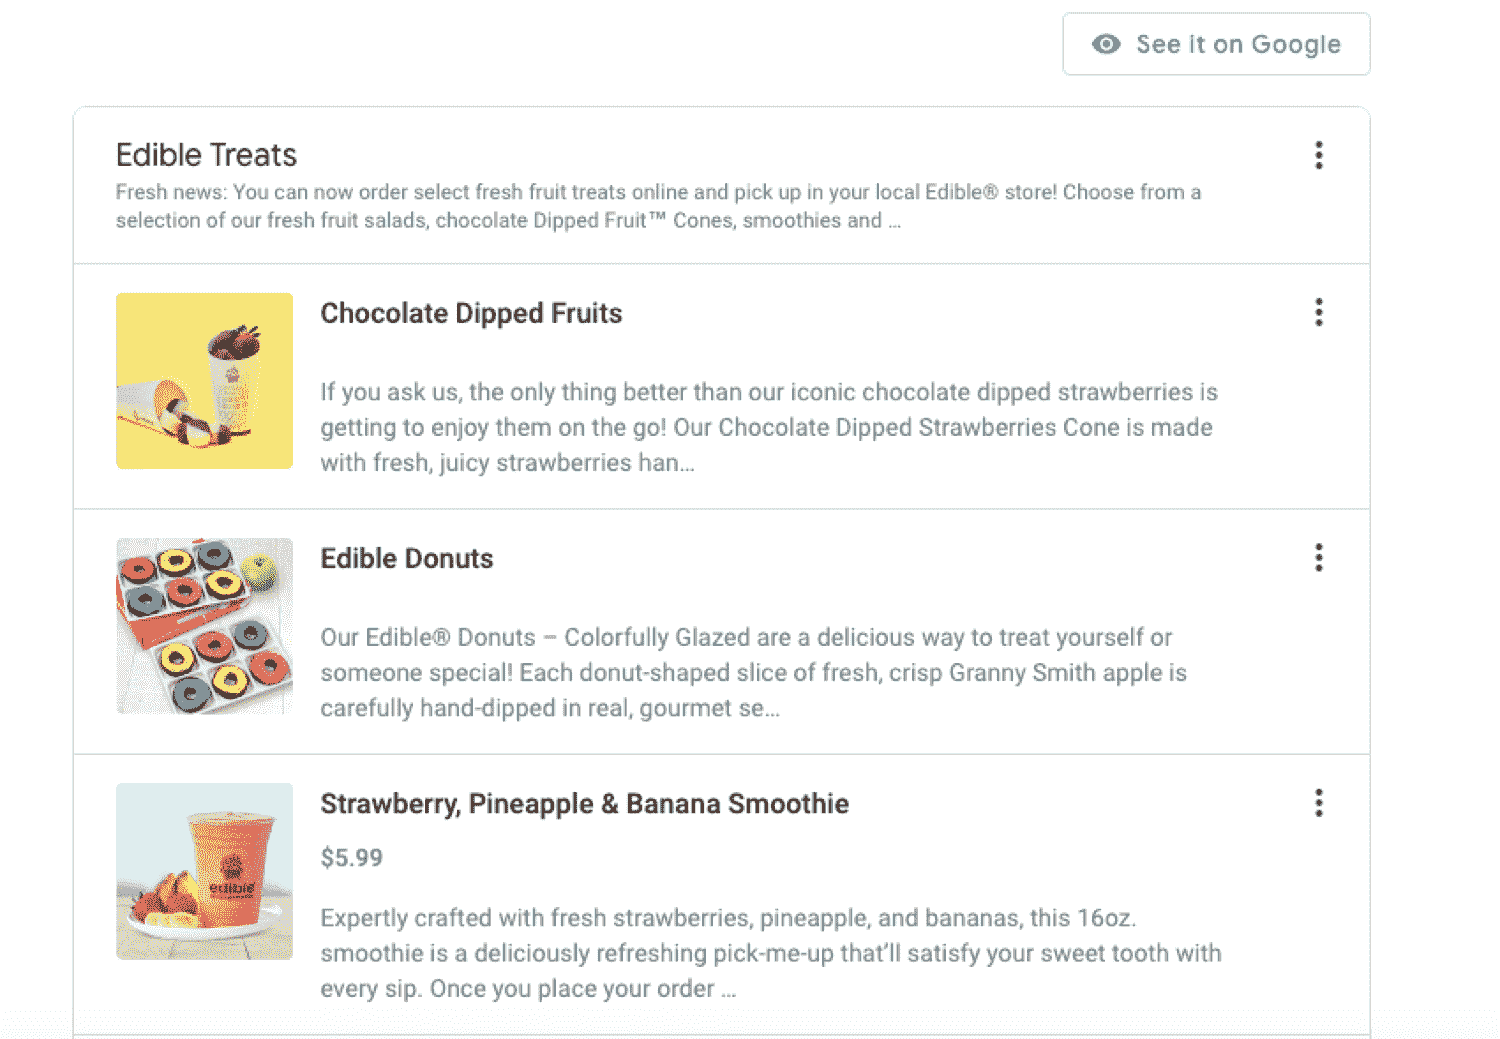 See it on Google
Edible Treats
Fresh news: You can now order select fresh fruit treats online and pick up in your local Edible® store! Choose from a
selection of our fresh fruit salads, chocolate Dipped Fruit™ Cones, smoothies and ...
Chocolate Dipped Fruits
If you ask us, the only thing better than our iconic chocolate dipped strawberries is
getting to enjoy them on the go! Our Chocolate Dipped Strawberries Cone is made
with fresh, juicy strawberries han...
Edible Donuts
Our Edible® Donuts – Colorfully Glazed are a delicious way to treat yourself or
someone special! Each donut-shaped slice of fresh, crisp Granny Smith apple is
carefully hand-dipped in real, gourmet se...
Strawberry, Pineapple & Banana Smoothie
$5.99
edible
Expertly crafted with fresh strawberries, pineapple, and bananas, this 16oz.
smoothie is a deliciously refreshing pick-me-up that'll satisfy your sweet tooth with
every sip. Once you place your order ...